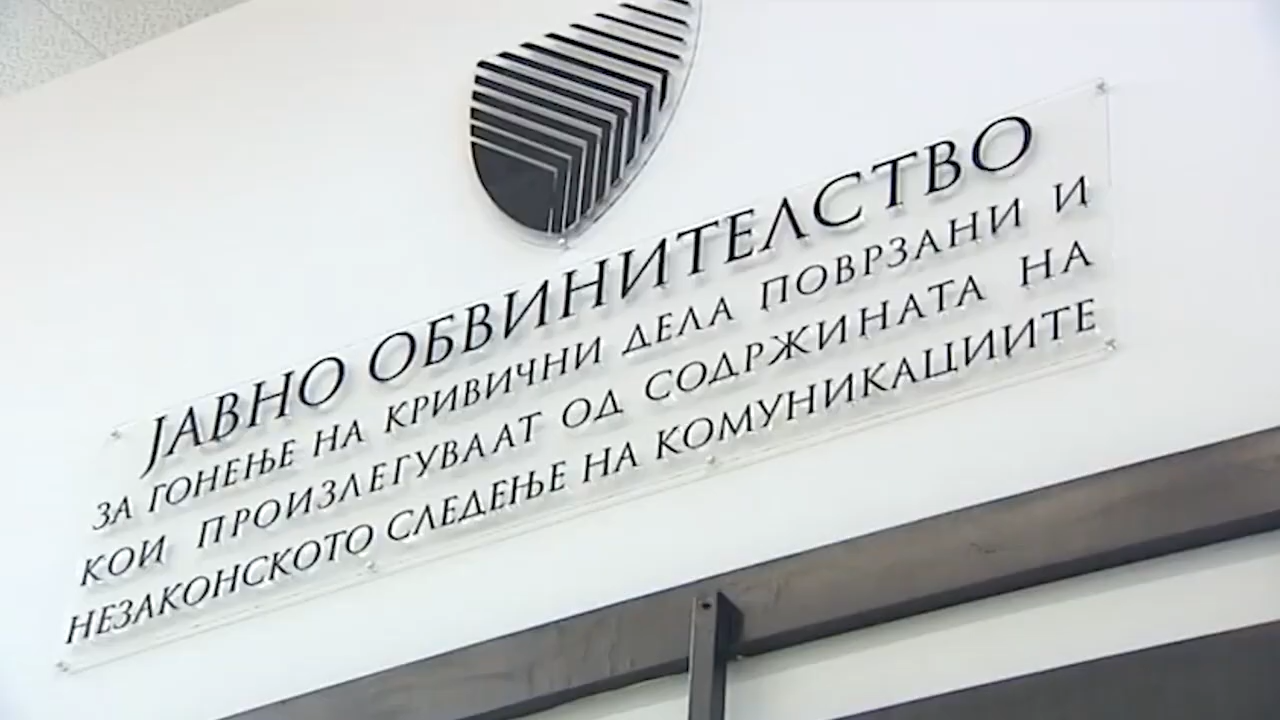 ЈАВНО ОБВИНИТЕЛСТВО
ЗА ГОНЕЊЕ НА КРИВИЧНИ ДЕЛА ПОВРЗАНИ И
КОИ ПРОИЗЛЕГУВААТ ОД СОДРЖИНАТА НА
НЕЗАКОНСКОТО СЛЕДЕЊЕ НА КОМУНИКАЦИИТЕ